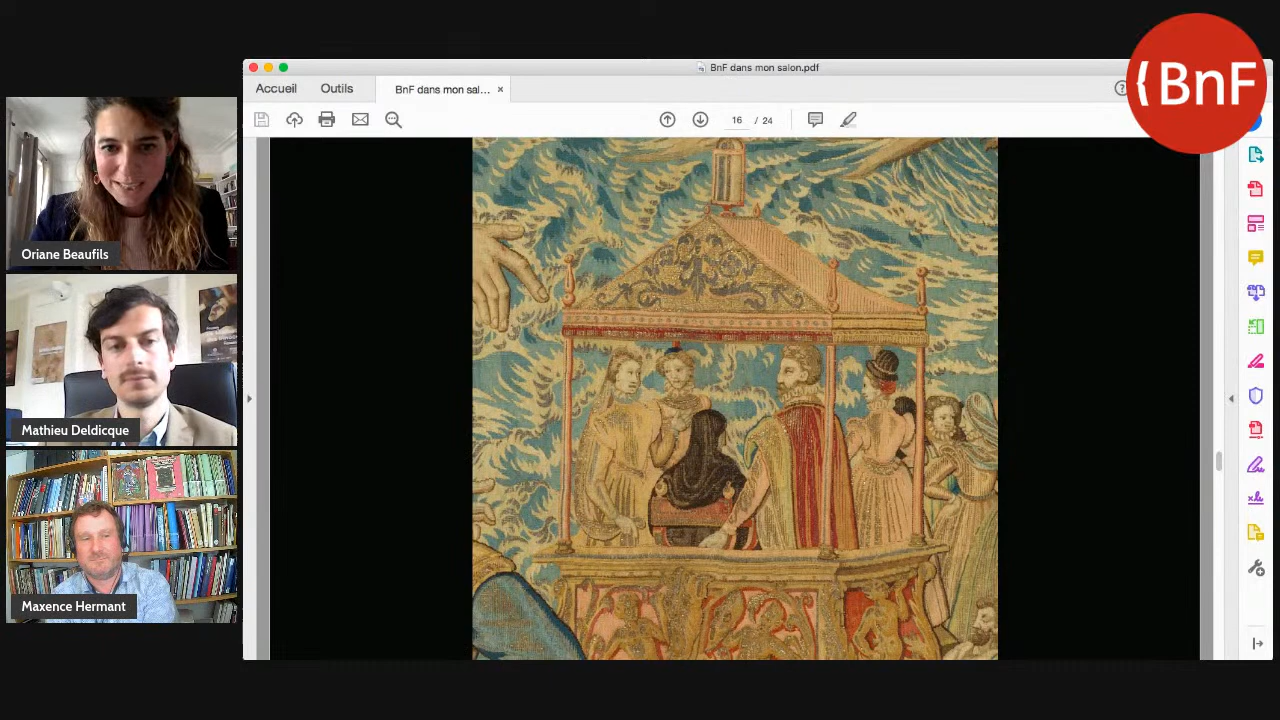 BnF dans mon salon.pdf
{BnF
Accueil
Outils
BnF dans mon sal... ×
16 / 24
Oriane Beaufils
Mathieu Deldicque
Maxence Hermant